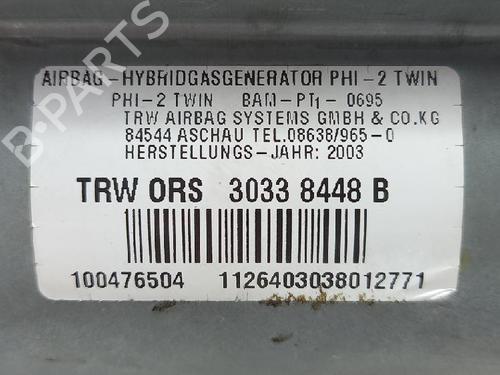 B-PARTS
AIRBAG-HYBRIDGASGENERATOR PHI-2 TWIN
PHI-2 TWIN BAM-PT1-0695
TRW AIRBAG SYSTEMS GMBH & CO.KG
84544 ASCHAU TEL.08638/965-0
HERSTELLUNGS-JAHR: 2003
TRW ORS 3033 8448 B
100476504 1126403038012771